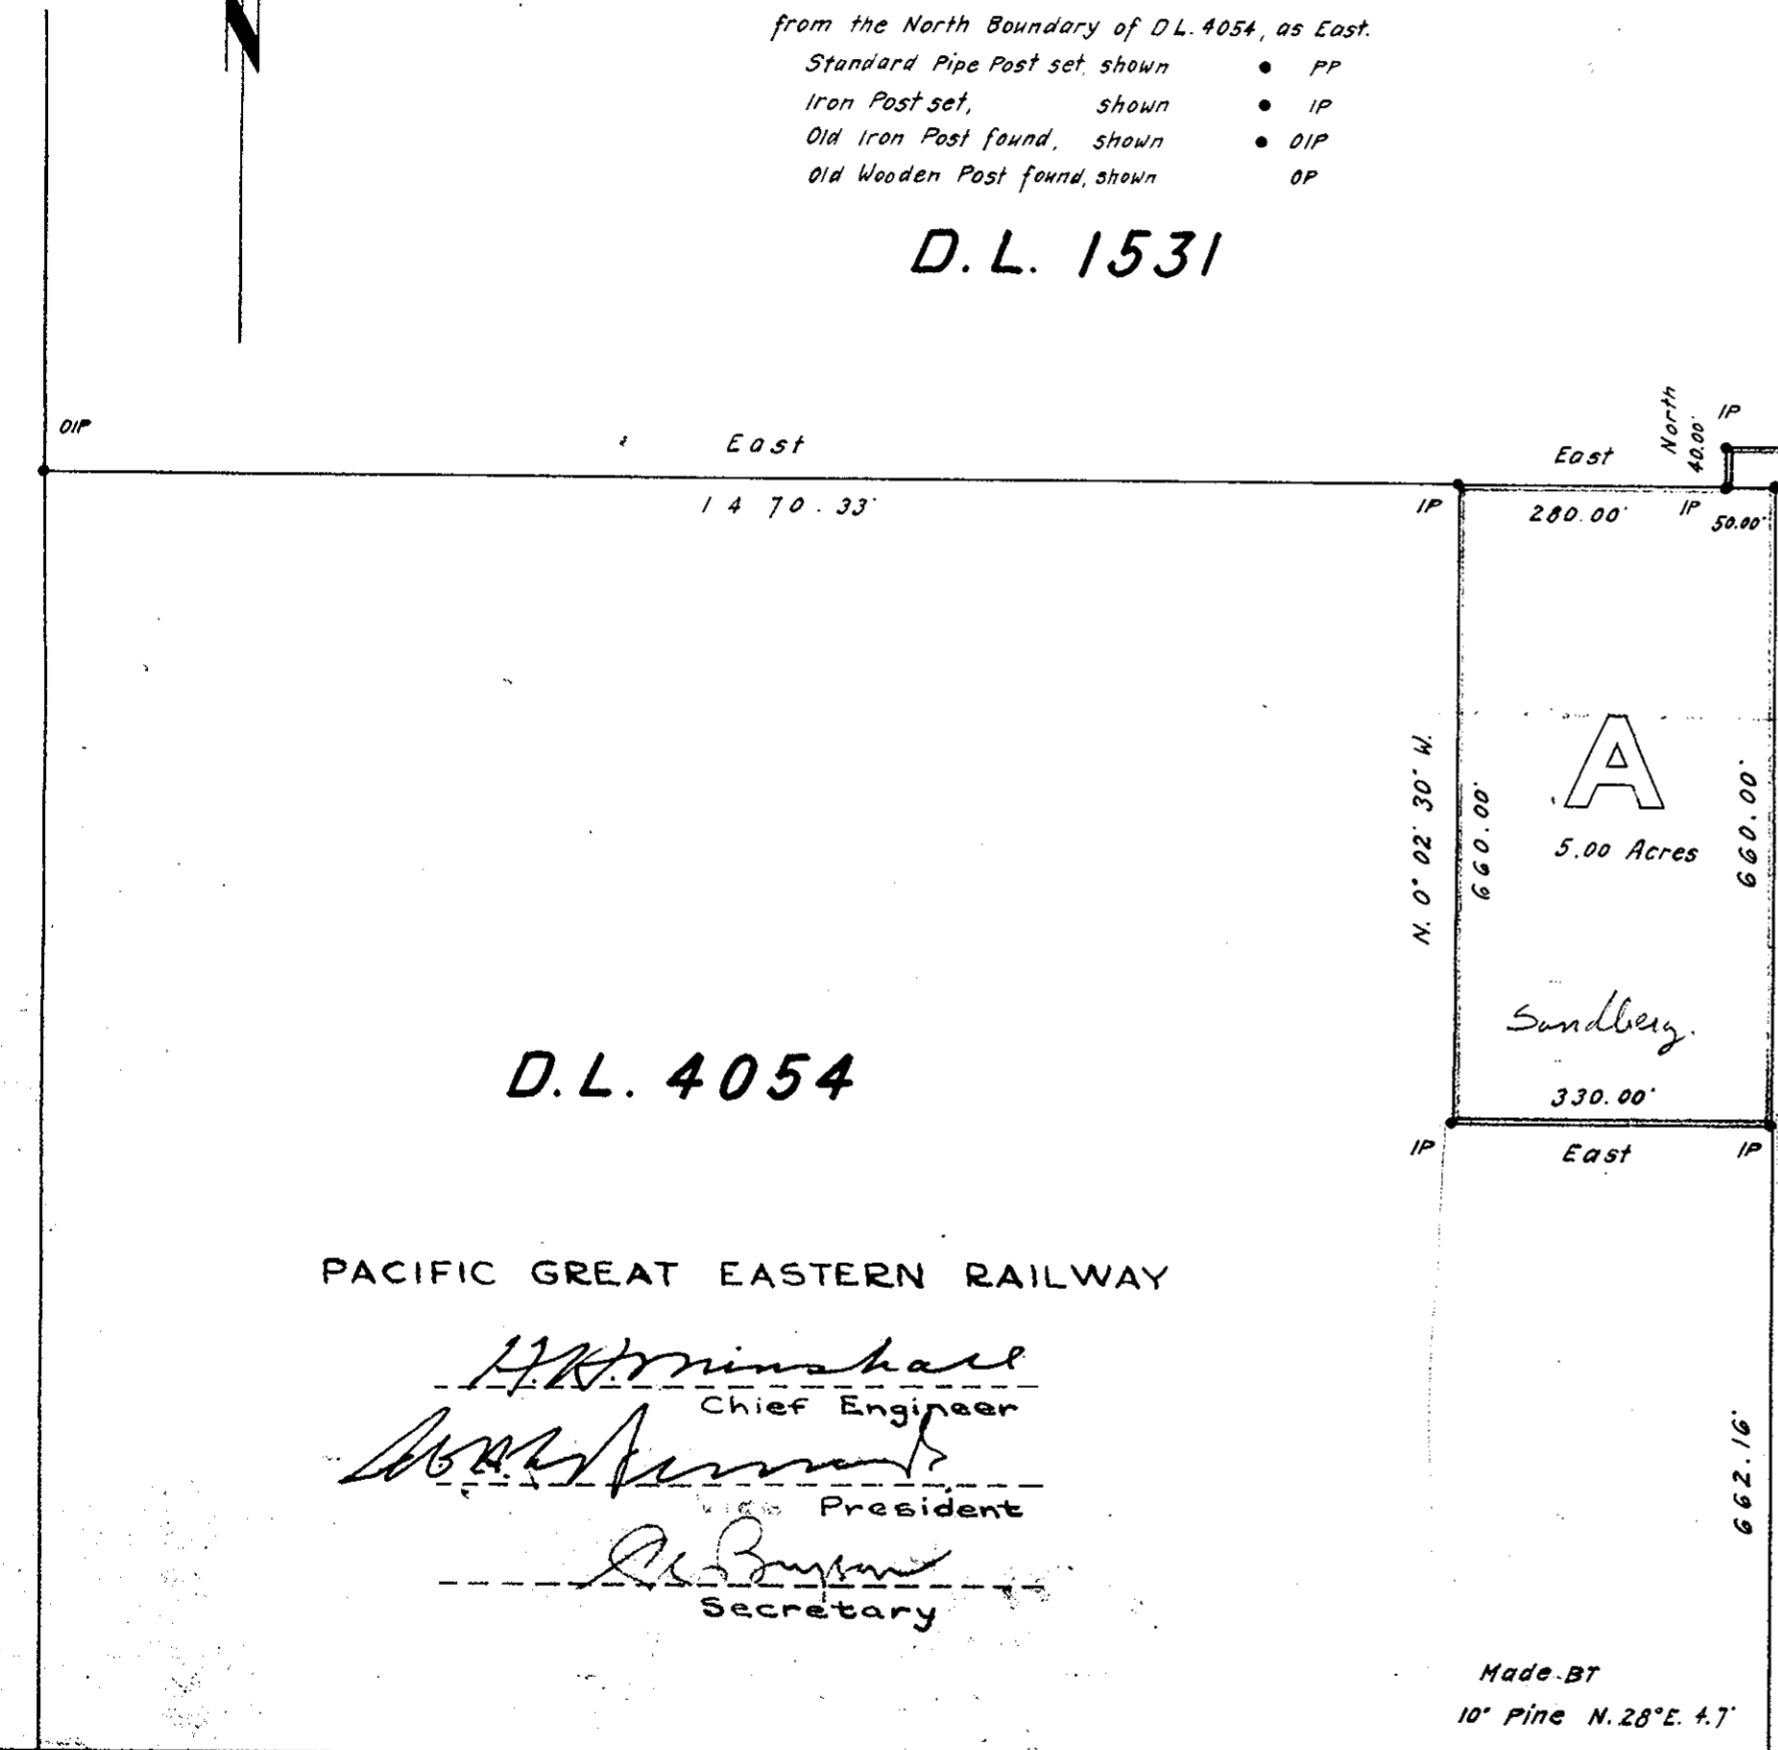 N
from the North Boundary of D L. 4054, as East.
Standard Pipe Post set, shown • PP
Iron Post set, shown • IP
Old Iron Post found, shown • OIP
Old Wooden Post found, shown OP
D. L. 1531
OIP
East
1470.33'
East
North
40.00'
IP
IP
280.00'
IP
50.00'
N. 0° 02' 30" W.
660.00'
A
5.00 Acres
660.00'
Sandberg.
330.00'
IP
East
IP
D. L. 4054
PACIFIC GREAT EASTERN RAILWAY
H.H. Minshall
Chief Engineer
Vice President
Bryson
Secretary
662.16'
Made BT
10" Pine N. 28° E. 4.7'